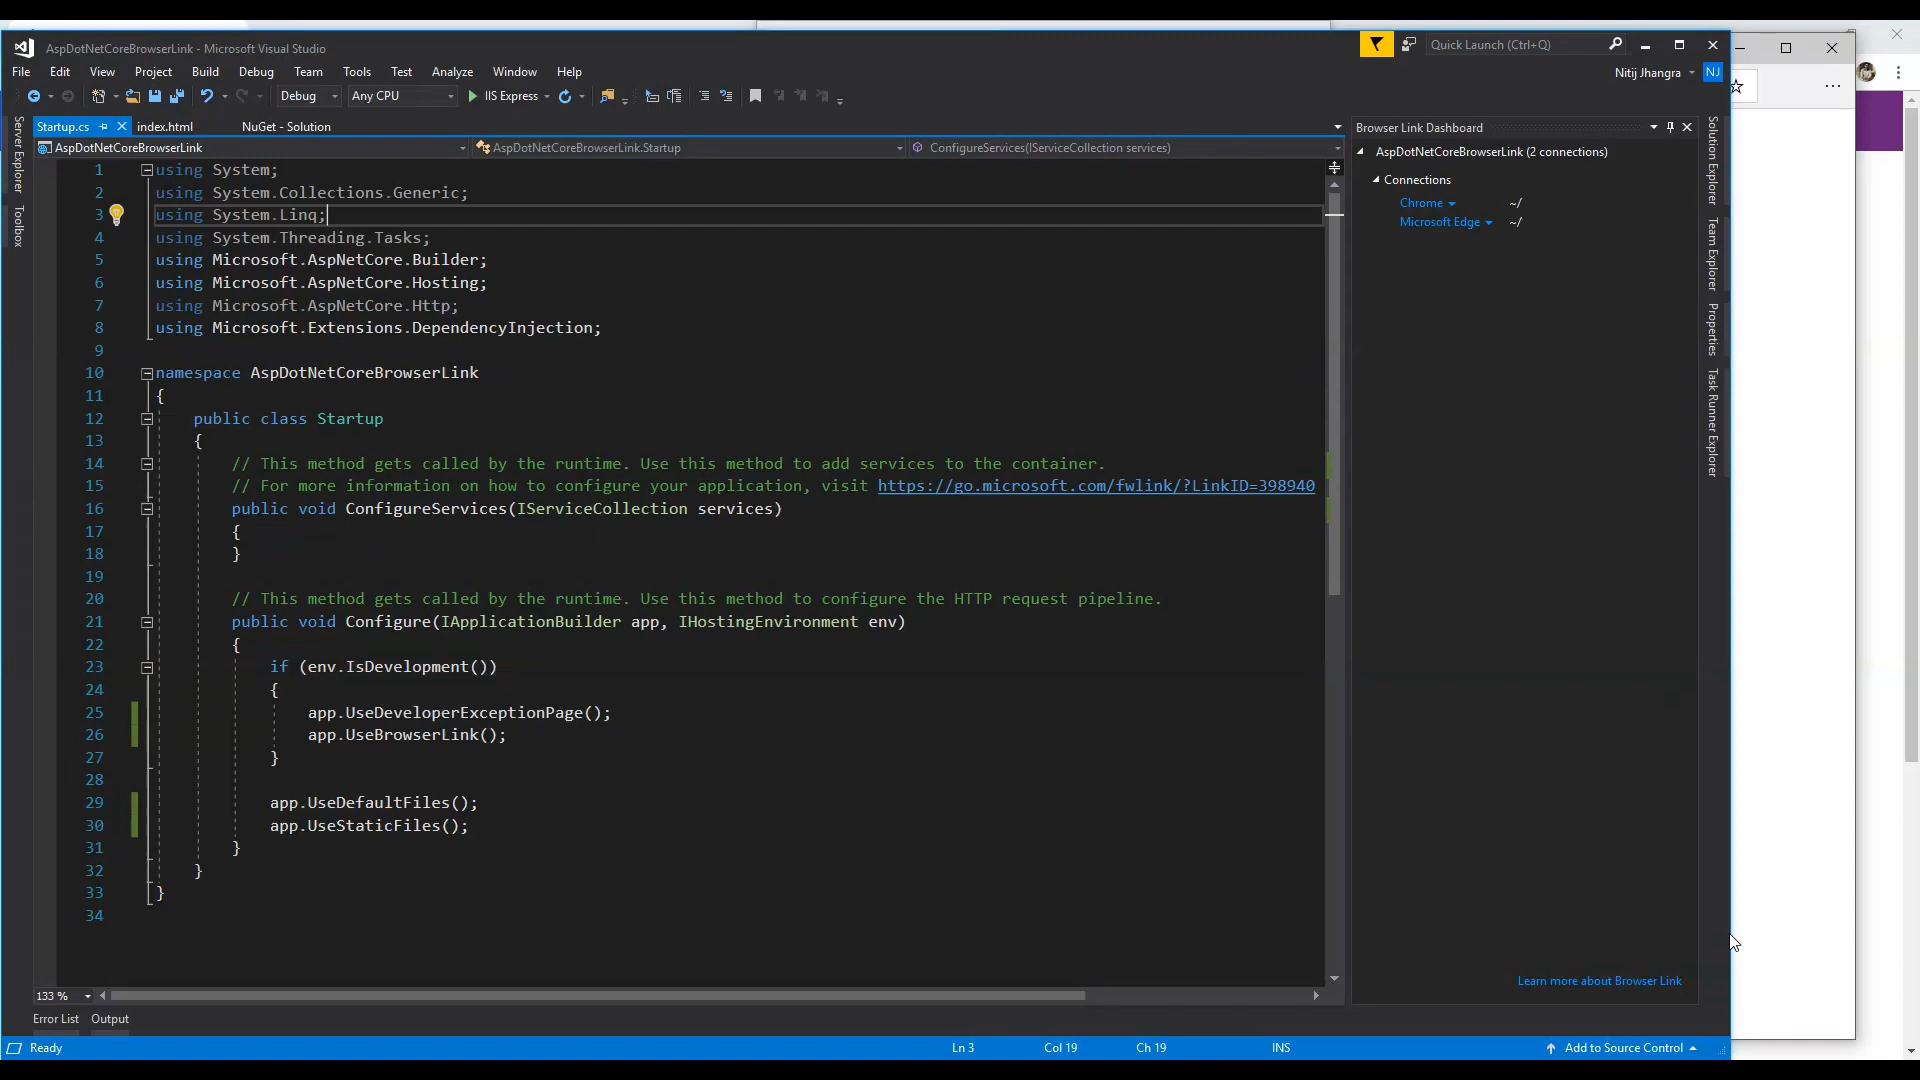 AspDotNetCoreBrowserLink - Microsoft Visual Studio
Quick Launch (Ctrl+Q)
File Edit View Project Build Debug Team Tools Test Analyze Window Help
Nitij Jhangra NJ
Debug Any CPU IIS Express
Startup.cs index.html NuGet - Solution
AspDotNetCoreBrowserLink AspDotNetCoreBrowserLink.Startup ConfigureServices(IServiceCollection services)
Server Explorer
Toolbox
1 using System;
2 using System.Collections.Generic;
3 using System.Linq;
4 using System.Threading.Tasks;
5 using Microsoft.AspNetCore.Builder;
6 using Microsoft.AspNetCore.Hosting;
7 using Microsoft.AspNetCore.Http;
8 using Microsoft.Extensions.DependencyInjection;
9
10 namespace AspDotNetCoreBrowserLink
11 {
12 public class Startup
13 {
14 // This method gets called by the runtime. Use this method to add services to the container.
15 // For more information on how to configure your application, visit https://go.microsoft.com/fwlink/?LinkID=398940
16 public void ConfigureServices(IServiceCollection services)
17 {
18 }
19
20 // This method gets called by the runtime. Use this method to configure the HTTP request pipeline.
21 public void Configure(IApplicationBuilder app, IHostingEnvironment env)
22 {
23 if (env.IsDevelopment())
24 {
25 app.UseDeveloperExceptionPage();
26 app.UseBrowserLink();
27 }
28
29 app.UseDefaultFiles();
30 app.UseStaticFiles();
31 }
32 }
33 }
34
133 %
Browser Link Dashboard
AspDotNetCoreBrowserLink (2 connections)
Connections
Chrome ~/
Microsoft Edge ~/
Learn more about Browser Link
Solution Explorer
Team Explorer
Properties
Task Runner Explorer
Error List Output
Ready Ln 3 Col 19 Ch 19 INS Add to Source Control